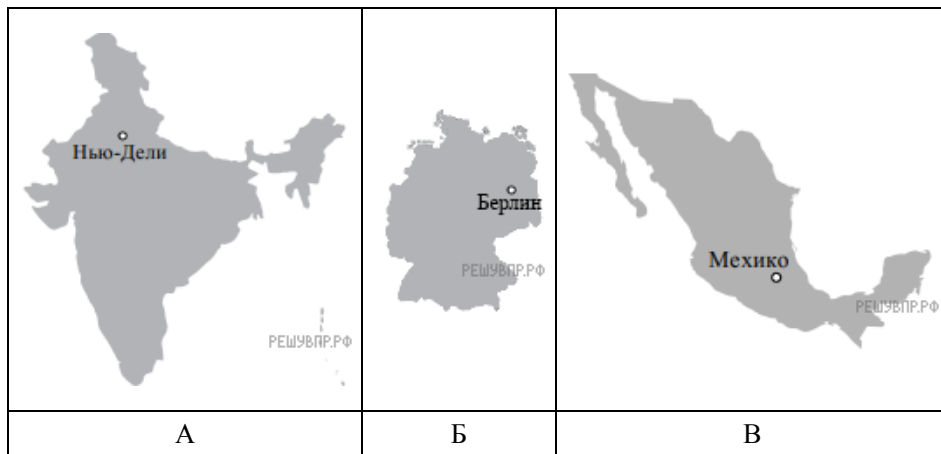 Нью-Дели
РЕШУВПР.РФ
Берлин
РЕШУВПР.РФ
Мехико
РЕШУВПР.РФ
А
Б
В